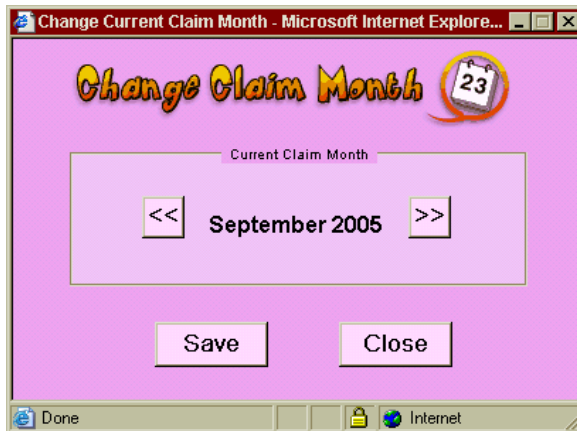 Change Current Claim Month - Microsoft Internet Explore...
Change Claim Month
23
Current Claim Month
<< September 2005 >>
Save Close
Done Internet